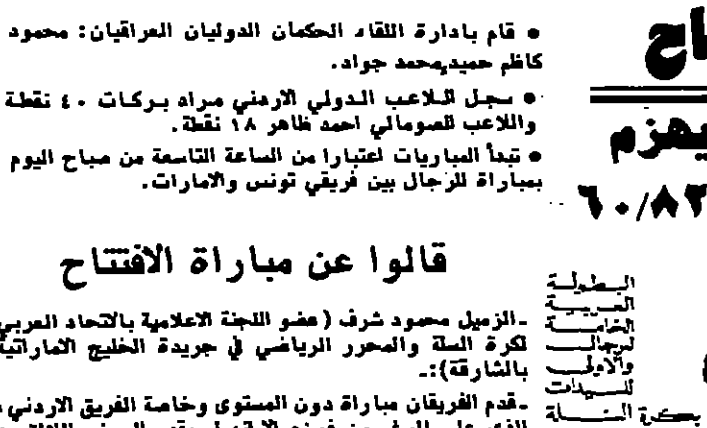 اح
يهزم
٦٠/٨٢
● قام بادارة اللقاء الحكمان الدوليان العراقيان: محمود
كاظم حميد,محمد جواد.
● سجل اللاعب الدولي الاردني مراد بركات ٤٠ نقطة
واللاعب الصومالي احمد ظاهر ١٨ نقطة.
● تبدأ المباريات اعتبارا من الساعة التاسعة من صباح اليوم
بمباراة للرجال بين فريقي تونس والامارات.
البطولة
العربية
الخامسة
للرجال
والاولى
للسيدات
بكرة السلة
قالوا عن مباراة الافتتاح
ـ الزميل محمود شرف (عضو اللجنة الاعلامية بالاتحاد العربي
لكرة السلة والمحرر الرياضي في جريدة الخليج الاماراتية
بالشارقة):ـ
ـ قدم الفريقان مباراة دون المستوى وخاصة الفريق الاردني